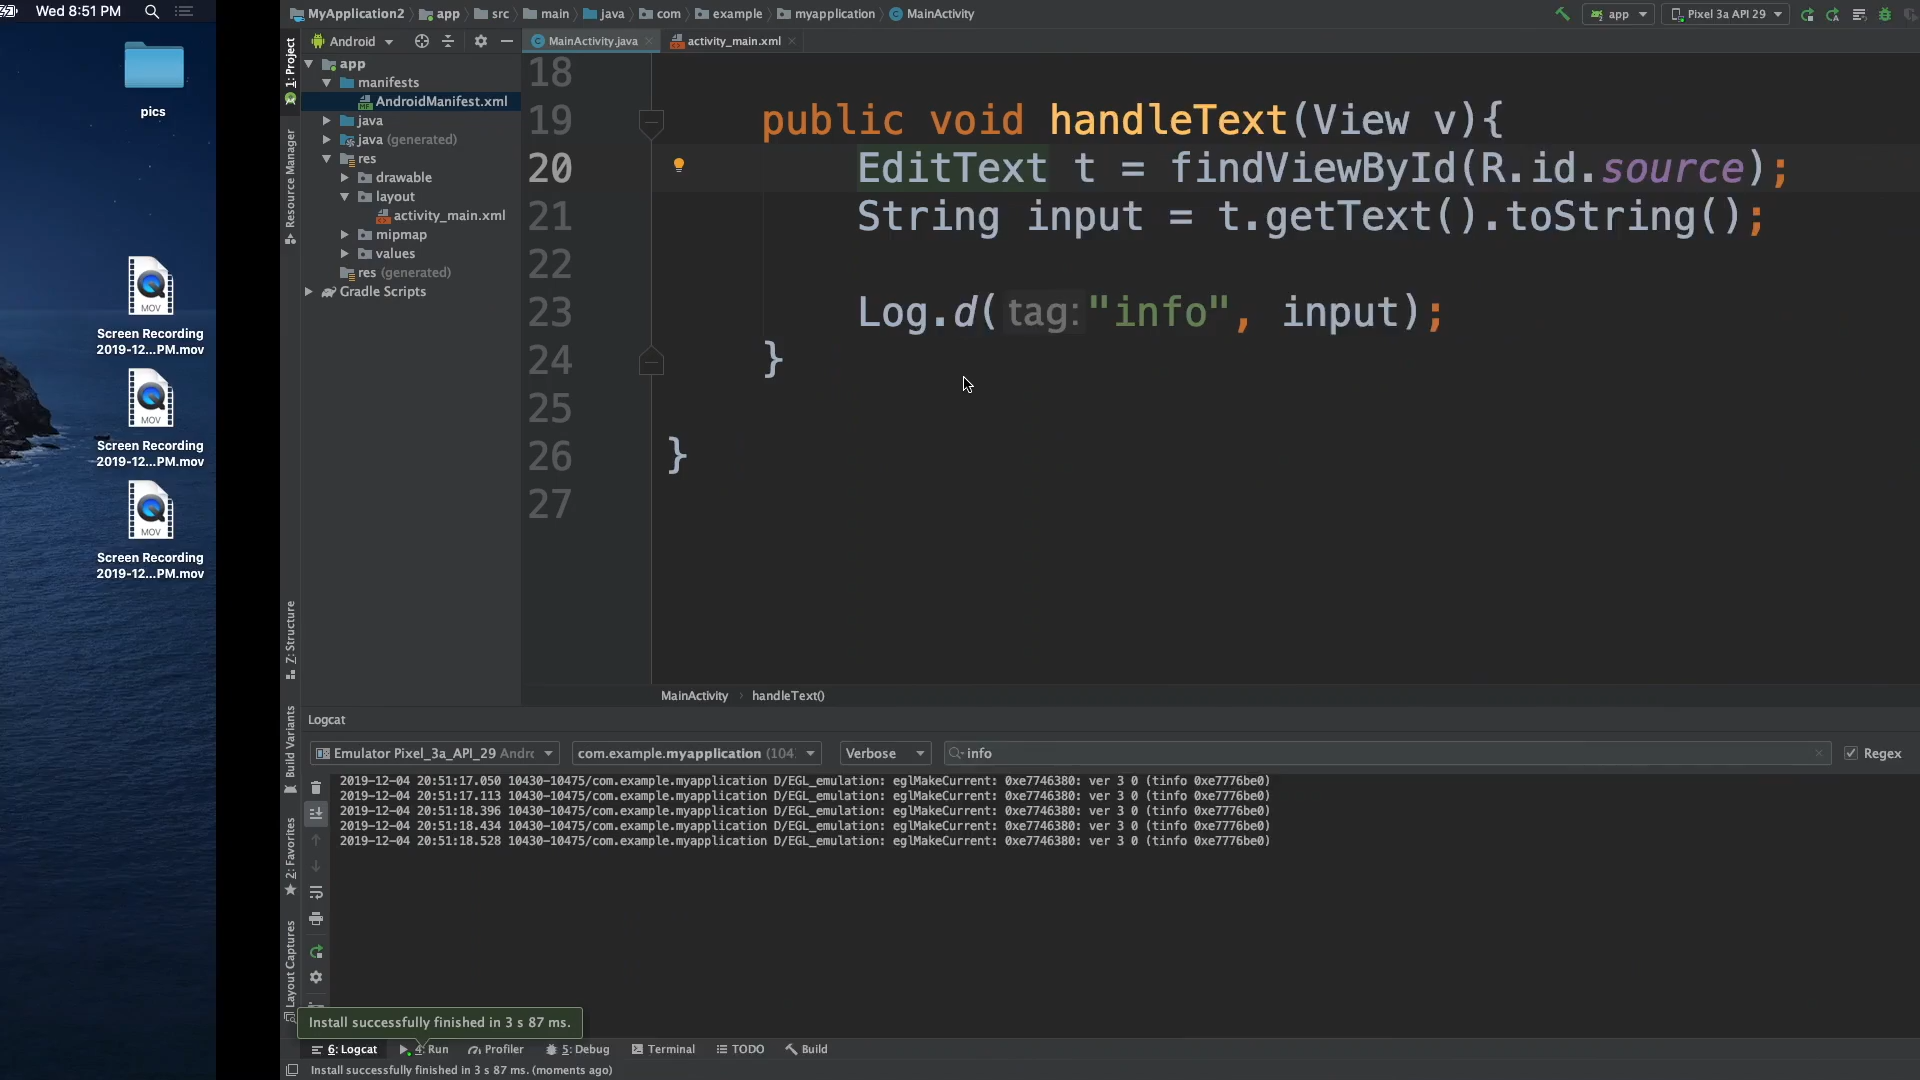 Wed 8:51 PM
pics
Screen Recording
2019-12...PM.mov
MOV
Screen Recording
2019-12...PM.mov
MOV
Screen Recording
2019-12...PM.mov
MOV
MyApplication2 app src main java com example myapplication MainActivity
app Pixel 3a API 29
Android
MainActivity.java activity_main.xml
1: Project
Resource Manager
Z: Structure
Build Variants
2: Favorites
Layout Captures
app
manifests
AndroidManifest.xml
java
java (generated)
res
drawable
layout
activity_main.xml
mipmap
values
res (generated)
Gradle Scripts
18
19 public void handleText(View v){
20 EditText t = findViewById(R.id.source);
21 String input = t.getText().toString();
22
23 Log.d( tag: "info", input);
24 }
25
26 }
27
MainActivity › handleText()
Logcat
Emulator Pixel_3a_API_29 Andro com.example.myapplication (104 Verbose info Regex
2019-12-04 20:51:17.050 10430-10475/com.example.myapplication D/EGL_emulation: eglMakeCurrent: 0xe7746380: ver 3 0 (tinfo 0xe7776be0)
2019-12-04 20:51:17.113 10430-10475/com.example.myapplication D/EGL_emulation: eglMakeCurrent: 0xe7746380: ver 3 0 (tinfo 0xe7776be0)
2019-12-04 20:51:18.396 10430-10475/com.example.myapplication D/EGL_emulation: eglMakeCurrent: 0xe7746380: ver 3 0 (tinfo 0xe7776be0)
2019-12-04 20:51:18.434 10430-10475/com.example.myapplication D/EGL_emulation: eglMakeCurrent: 0xe7746380: ver 3 0 (tinfo 0xe7776be0)
2019-12-04 20:51:18.528 10430-10475/com.example.myapplication D/EGL_emulation: eglMakeCurrent: 0xe7746380: ver 3 0 (tinfo 0xe7776be0)
Install successfully finished in 3 s 87 ms.
6: Logcat 4: Run Profiler 5: Debug Terminal TODO Build
Install successfully finished in 3 s 87 ms. (moments ago)